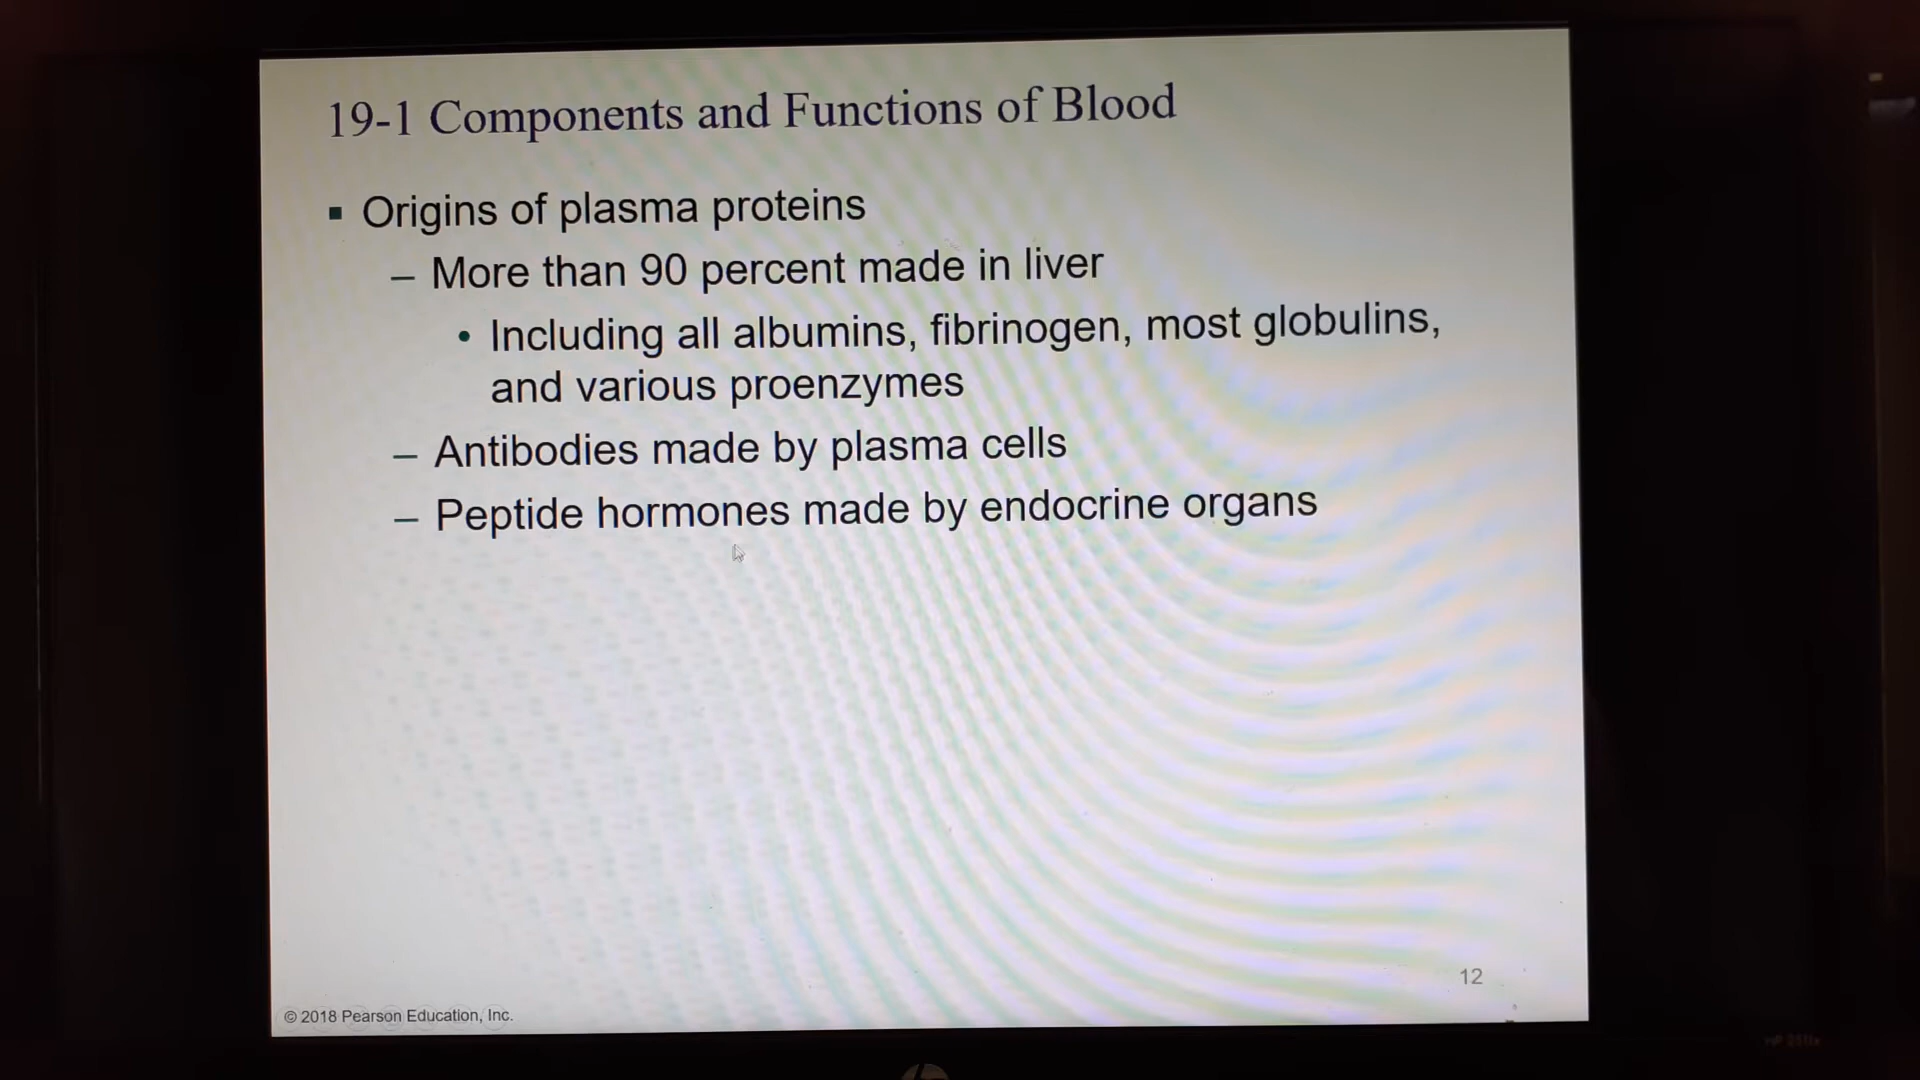 19-1 Components and Functions of Blood
▪ Origins of plasma proteins
– More than 90 percent made in liver
• Including all albumins, fibrinogen, most globulins,
and various proenzymes
– Antibodies made by plasma cells
– Peptide hormones made by endocrine organs
12
© 2018 Pearson Education, Inc.